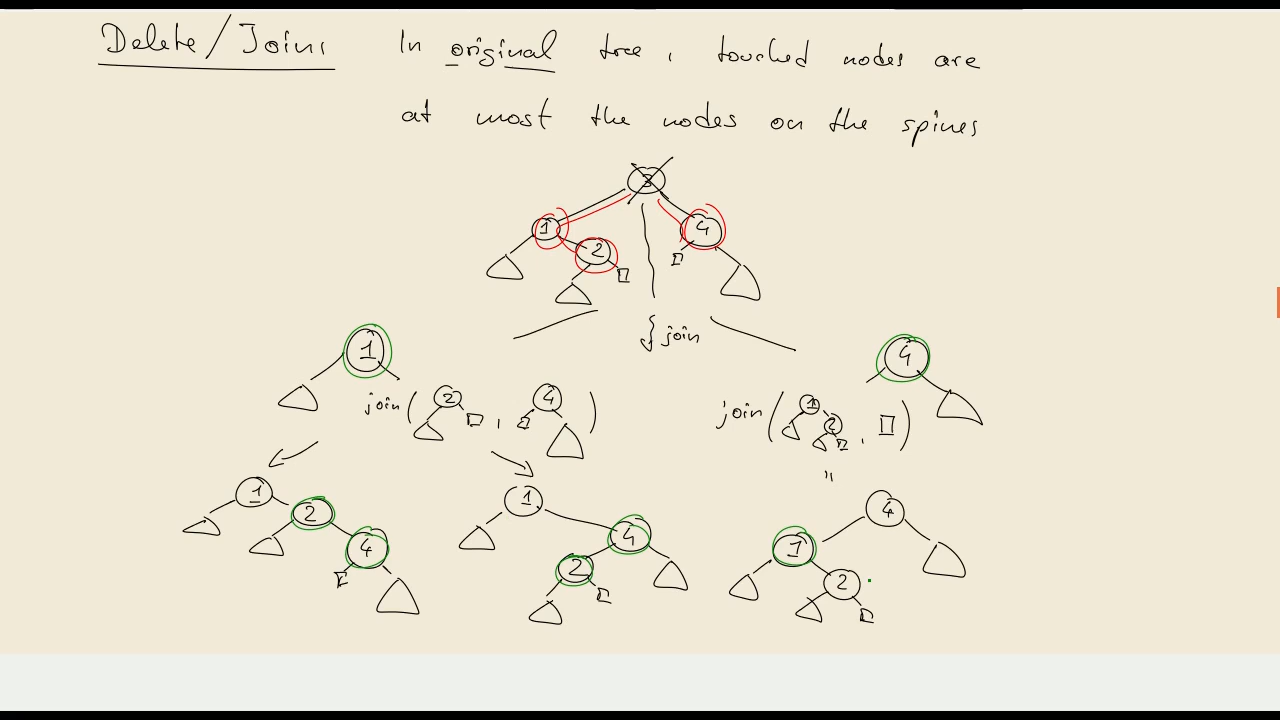 Delete/Join: In original tree, touched nodes are
at most the nodes on the spines
3
1 4
2
join
1 4
join( 2 , 4 ) join( 1 2 , )
"
1 1 4
2 4 1
4 2 2